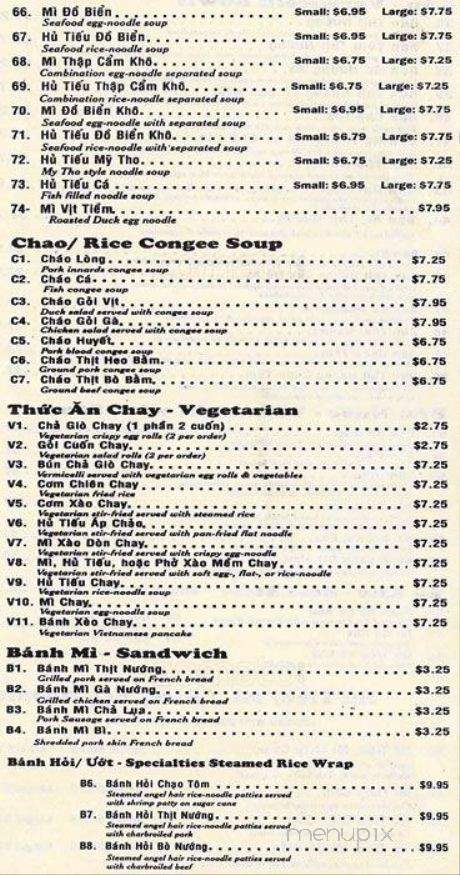 66. Mì Đồ Biển. . . . . . . . . . . . . . . . . . Small: $6.95 Large: $7.75
Seafood egg-noodle soup
67. Hủ Tiếu Đồ Biển. . . . . . . . . . . . . Small: $6.95 Large: $7.75
Seafood rice-noodle soup
68. Mì Thập Cẩm Khô. . . . . . . . . . . . Small: $6.75 Large: $7.25
Combination egg-noodle separated soup
69. Hủ Tiếu Thập Cẩm Khô. . . . . . . . Small: $6.75 Large: $7.25
Combination rice-noodle separated soup
70. Mì Đồ Biển Khô. . . . . . . . . . . . . . Small: $6.95 Large: $7.75
Seafood egg-noodle with separated soup
71. Hủ Tiếu Đồ Biển Khô. . . . . . . . . . Small: $6.79 Large: $7.75
Seafood rice-noodle with separated soup
72. Hủ Tiếu Mỹ Tho. . . . . . . . . . . . . . Small: $6.75 Large: $7.25
My Tho style noodle soup
73. Hủ Tiếu Cá . . . . . . . . . . . . . . . . . Small: $6.95 Large: $7.75
Fish filled noodle soup
74- Mì Vịt Tiềm. . . . . . . . . . . . . . . . . . . . . . . . . . . . . $7.95
Roasted Duck egg noodle
Chao/ Rice Congee Soup
C1. Cháo Lòng. . . . . . . . . . . . . . . . . . . . . . . . . . . . . $7.25
Pork innards congee soup
C2. Cháo Cá. . . . . . . . . . . . . . . . . . . . . . . . . . . . . . $7.75
Fish congee soup
C3. Cháo Gỏi Vịt. . . . . . . . . . . . . . . . . . . . . . . . . . . $7.95
Duck salad served with congee soup
C4. Cháo Gỏi Gà. . . . . . . . . . . . . . . . . . . . . . . . . . . $7.95
Chicken salad served with congee soup
C5. Cháo Huyết. . . . . . . . . . . . . . . . . . . . . . . . . . . . $6.75
Pork blood congee soup
C6. Cháo Thịt Heo Bằm. . . . . . . . . . . . . . . . . . . . . . $6.75
Ground pork congee soup
C7. Cháo Thịt Bò Bằm. . . . . . . . . . . . . . . . . . . . . . . $6.75
Ground beef congee soup
Thức Ăn Chay - Vegetarian
V1. Chả Giò Chay (1 phần 2 cuốn) . . . . . . . . . . . . . . . $2.75
Vegetarian crispy egg rolls (2 per order)
V2. Gỏi Cuốn Chay. . . . . . . . . . . . . . . . . . . . . . . . . . $2.75
Vegetarian salad rolls (2 per order)
V3. Bún Chả Giò Chay. . . . . . . . . . . . . . . . . . . . . . . $7.25
Vermicelli served with vegetarian egg rolls & vegetables
V4. Cơm Chiên Chay . . . . . . . . . . . . . . . . . . . . . . . . $7.25
Vegetarian fried rice
V5. Cơm Xào Chay. . . . . . . . . . . . . . . . . . . . . . . . . . $7.25
Vegetarian stir-fried served with steamed rice
V6. Hủ Tiếu Áp Chảo. . . . . . . . . . . . . . . . . . . . . . . . $7.25
Vegetarian stir-fried served with pan-fried flat noodle
V7. Mì Xào Dòn Chay. . . . . . . . . . . . . . . . . . . . . . . . $7.25
Vegetarian stir-fried served with crispy egg-noodle
V8. Mì, Hủ Tiếu, hoặc Phở Xào Mềm Chay . . . . . . . . . $7.25
Vegetarian stir-fried served with soft egg-, flat-, or rice-noodle
V9. Hủ Tiếu Chay. . . . . . . . . . . . . . . . . . . . . . . . . . . $7.25
Vegetarian rice-noodle soup
V10. Mì Chay. . . . . . . . . . . . . . . . . . . . . . . . . . . . . . $7.25
Vegetarian egg-noodle soup
V11. Bánh Xèo Chay. . . . . . . . . . . . . . . . . . . . . . . . . $7.25
Vegetarian Vietnamese pancake
Bánh Mì - Sandwich
B1. Bánh Mì Thịt Nướng. . . . . . . . . . . . . . . . . . . . . . $3.25
Grilled pork served on French bread
B2. Bánh Mì Gà Nướng. . . . . . . . . . . . . . . . . . . . . . . $3.25
Grilled chicken served on French bread
B3. Bánh Mì Chả Lụa. . . . . . . . . . . . . . . . . . . . . . . . $3.25
Pork Sausage served on French bread
B4. Bánh Mì Bì. . . . . . . . . . . . . . . . . . . . . . . . . . . . $3.25
Shredded pork skin French bread
Bánh Hỏi/ Ướt - Specialties Steamed Rice Wrap
B6. Bánh Hỏi Chạo Tôm . . . . . . . . . . . . . . . . . . . $9.95
Steamed angel hair rice-noodle patties served
with shrimp patty on sugar cane
B7. Bánh Hỏi Thịt Nướng. . . . . . . . . . . . . . . . . . . $9.95
Steamed angel hair rice-noodle patties served
with charbroiled pork
menupix
B8. Bánh Hỏi Bò Nướng. . . . . . . . . . . . . . . . . . . . $9.95
Steamed angel hair rice-noodle patties served
with charbroiled beef